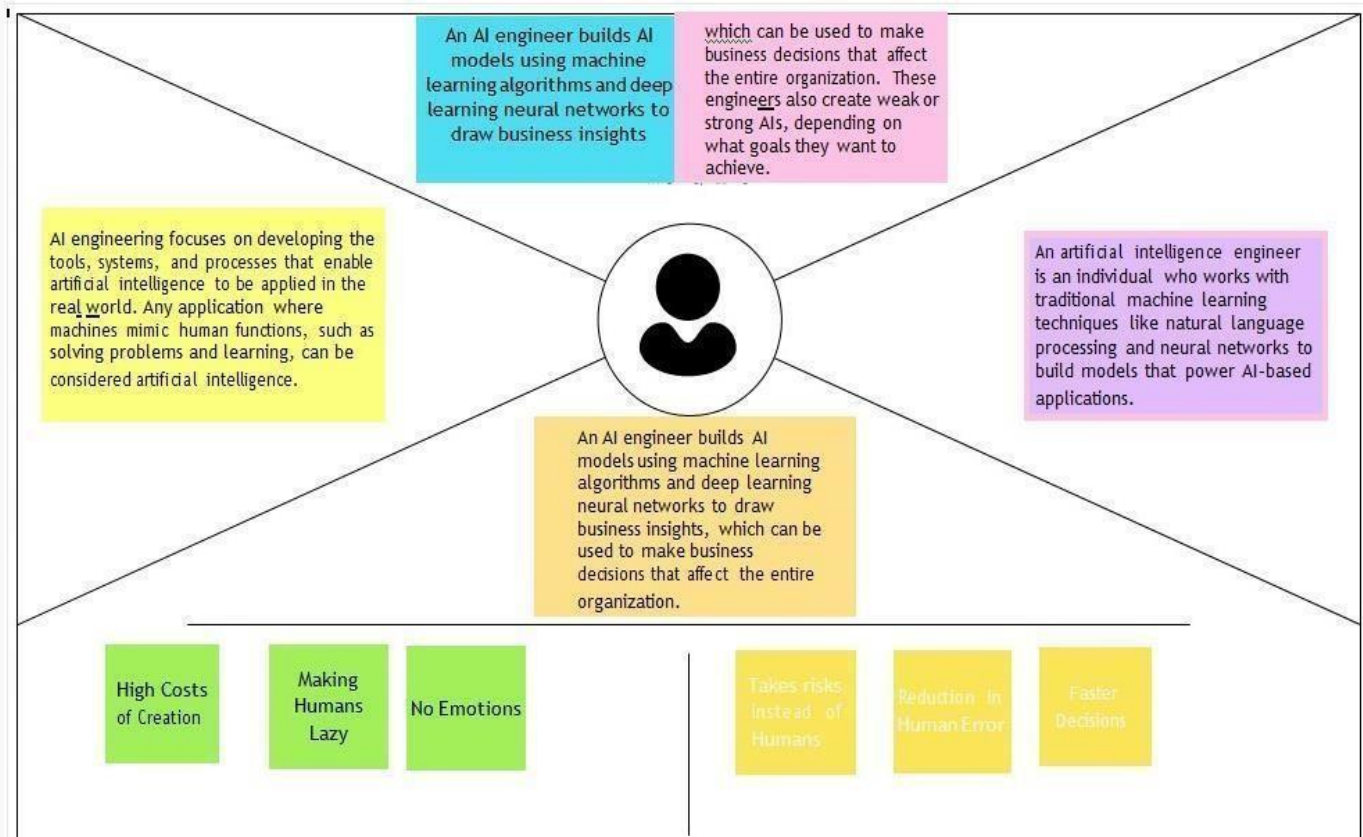 An AI engineer builds AI
models using machine
learning algorithms and deep
learning neural networks to
draw business insights
which can be used to make
business decisions that affect
the entire organization. These
engineers also create weak or
strong AIs, depending on
what goals they want to
achieve.
AI engineering focuses on developing the
tools, systems, and processes that enable
artificial intelligence to be applied in the
real world. Any application where
machines mimic human functions, such as
solving problems and learning, can be
considered artificial intelligence.
An artificial intelligence engineer
is an individual who works with
traditional machine learning
techniques like natural language
processing and neural networks to
build models that power AI-based
applications.
An AI engineer builds AI
models using machine learning
algorithms and deep learning
neural networks to draw
business insights, which can be
used to make business
decisions that affect the entire
organization.
High Costs
of Creation
Making
Humans
Lazy
No Emotions
Takes risks
instead of
Humans
Reduction in
Human Error
Faster
Decisions